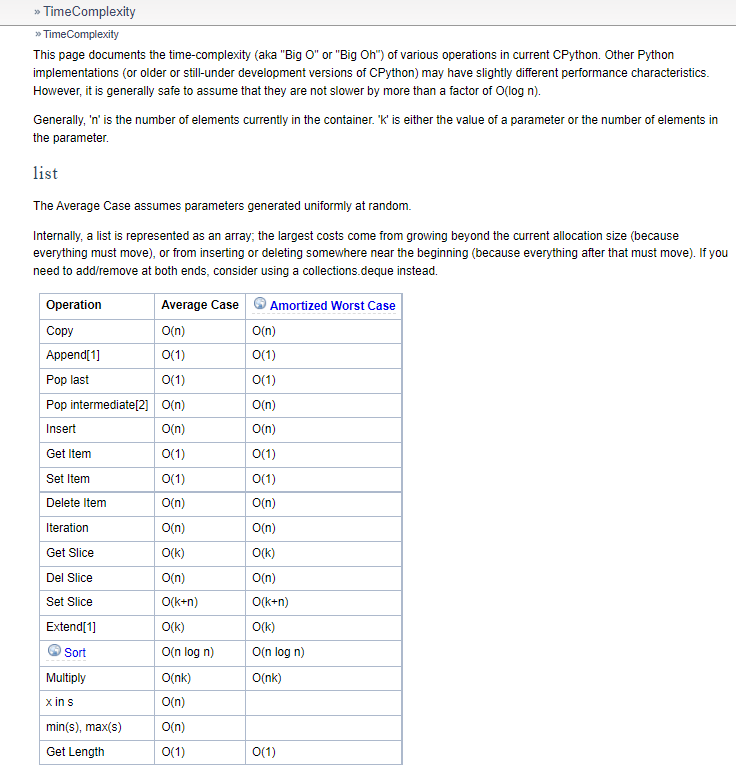 » TimeComplexity
» TimeComplexity
This page documents the time-complexity (aka "Big O" or "Big Oh") of various operations in current CPython. Other Python
implementations (or older or still-under development versions of CPython) may have slightly different performance characteristics.
However, it is generally safe to assume that they are not slower by more than a factor of O(log n).
Generally, 'n' is the number of elements currently in the container. 'k' is either the value of a parameter or the number of elements in
the parameter.
list
The Average Case assumes parameters generated uniformly at random.
Internally, a list is represented as an array; the largest costs come from growing beyond the current allocation size (because
everything must move), or from inserting or deleting somewhere near the beginning (because everything after that must move). If you
need to add/remove at both ends, consider using a collections.deque instead.
Operation Average Case Amortized Worst Case
Copy O(n) O(n)
Append[1] O(1) O(1)
Pop last O(1) O(1)
Pop intermediate[2] O(n) O(n)
Insert O(n) O(n)
Get Item O(1) O(1)
Set Item O(1) O(1)
Delete Item O(n) O(n)
Iteration O(n) O(n)
Get Slice O(k) O(k)
Del Slice O(n) O(n)
Set Slice O(k+n) O(k+n)
Extend[1] O(k) O(k)
Sort O(n log n) O(n log n)
Multiply O(nk) O(nk)
x in s O(n)
min(s), max(s) O(n)
Get Length O(1) O(1)